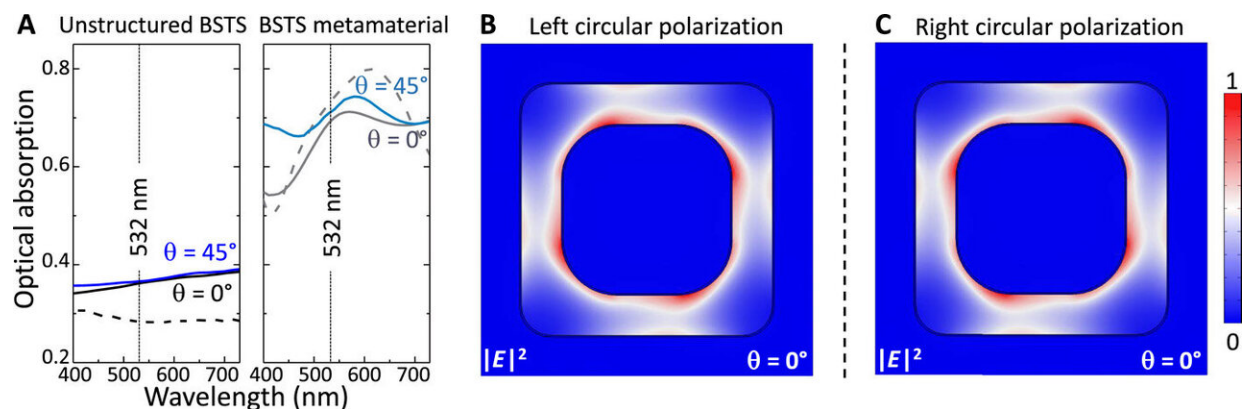 A
Unstructured BSTS
BSTS metamaterial
Optical absorption
0.8
0.6
0.4
0.2
532 nm
θ = 45°
θ = 0°
400
500
600
700
θ = 45°
θ = 0°
532 nm
400
500
600
700
Wavelength (nm)
B
Left circular polarization
|E|²
θ = 0°
C
Right circular polarization
|E|²
θ = 0°
1
0